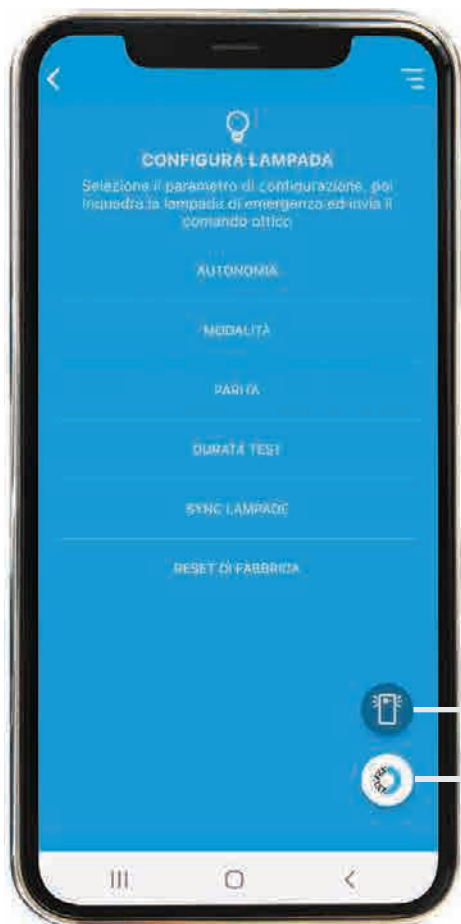 CONFIGURA LAMPADA
Selezione il parametro di configurazione, poi
inquadra la lampada di emergenza ed invia il
comando ottico
AUTONOMIA
MODALITÀ
PARITÀ
DURATA TEST
SYNC LAMPADE
RESET DI FABBRICA